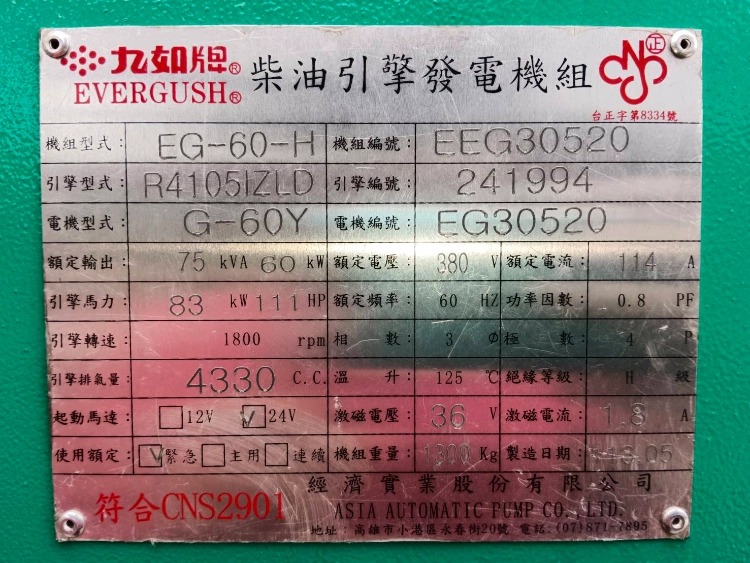 九如牌® 柴油引擎發電機組 CNS 正
EVERGUSH® 台正字第8334號
機組型式: EG-60-H 機組編號: EEG30520
引擎型式: R4105IZLD 引擎編號: 241994
電機型式: G-60Y 電機編號: EG30520
額定輸出: 75 kVA 60 kW 額定電壓: 380 V 額定電流: 114 A
引擎馬力: 83 kW 111 HP 額定頻率: 60 HZ 功率因數: 0.8 PF
引擎轉速: 1800 rpm 相數: 3 Ø 極數: 4 P
引擎排氣量: 4330 C.C. 溫升: 125 ℃ 絕緣等級: H 級
起動馬達: □12V ☑24V 激磁電壓: 36 V 激磁電流: 1.8 A
使用額定: ☑緊急 □主用 □連續 機組重量: 1300 Kg 製造日期: 13.05
符合CNS2901 經濟實業股份有限公司
ASIA AUTOMATIC PUMP CO., LTD.
地址: 高雄市小港區永春街20號 電話: (07)871-7895